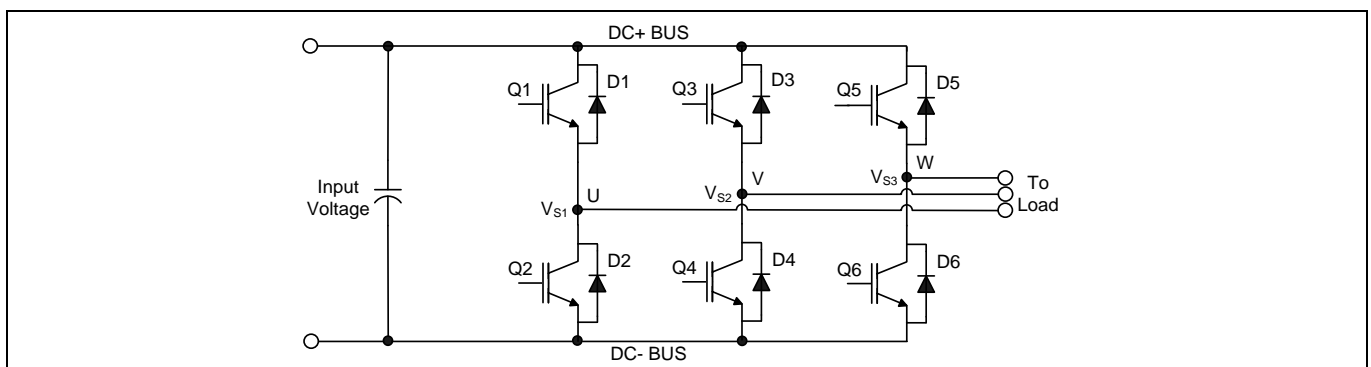 DC+ BUS
Q1 D1 Q3 D3 Q5 D5
W
VS3 To
Input Voltage
U VS2 V Load
VS1
Q2 D2 Q4 D4 Q6 D6
DC- BUS